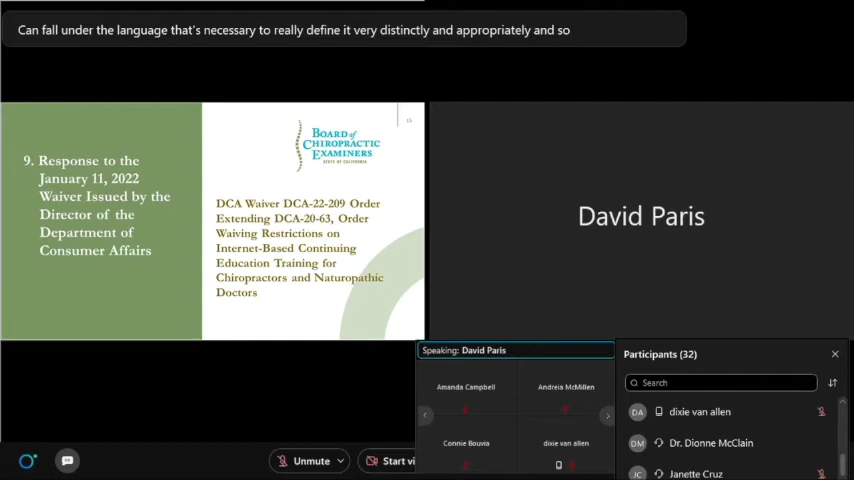 Can fall under the language that's necessary to really define it very distinctly and appropriately and so
9. Response to the
January 11, 2022
Waiver Issued by the
Director of the
Department of
Consumer Affairs
15
BOARD of
CHIROPRACTIC
EXAMINERS
STATE OF CALIFORNIA
DCA Waiver DCA-22-209 Order
Extending DCA-20-63, Order
Waiving Restrictions on
Internet-Based Continuing
Education Training for
Chiropractors and Naturopathic
Doctors
David Paris
Speaking: David Paris
Amanda Campbell
Andreia McMillen
Connie Bouvia
dixie van allen
Participants (32)
Search
DA dixie van allen
DM Dr. Dionne McClain
JC Janette Cruz
Unmute
Start vi